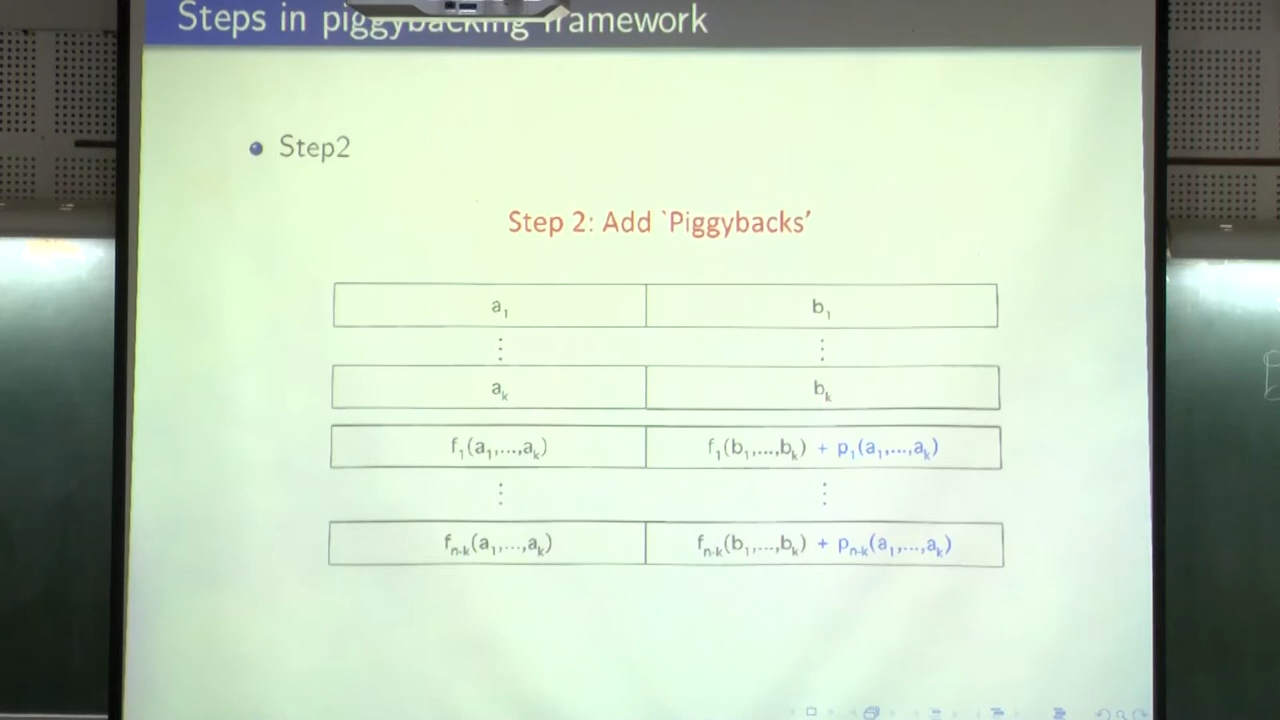 Steps in piggybacking framework
Step2
Step 2: Add `Piggybacks'
a₁ b₁
⋮ ⋮
aₖ bₖ
f₁(a₁,...,aₖ) f₁(b₁,...,bₖ) + p₁(a₁,...,aₖ)
⋮ ⋮
fₙ₋ₖ(a₁,...,aₖ) fₙ₋ₖ(b₁,...,bₖ) + pₙ₋ₖ(a₁,...,aₖ)